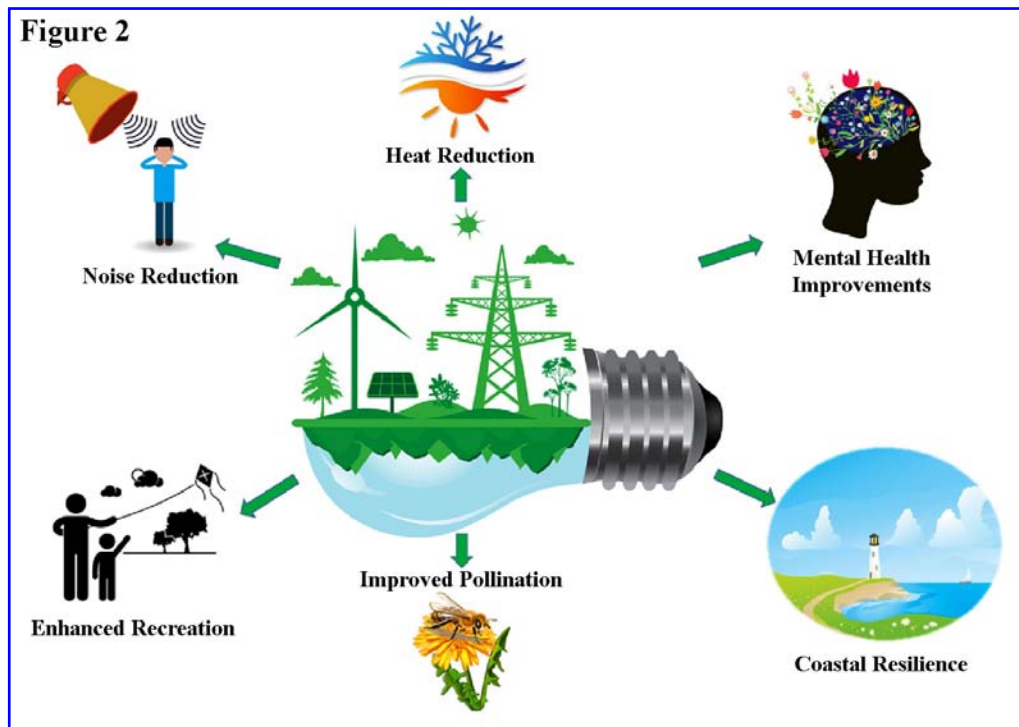 Figure 2
Heat Reduction
Noise Reduction
Mental Health
Improvements
Improved Pollination
Enhanced Recreation
Coastal Resilience